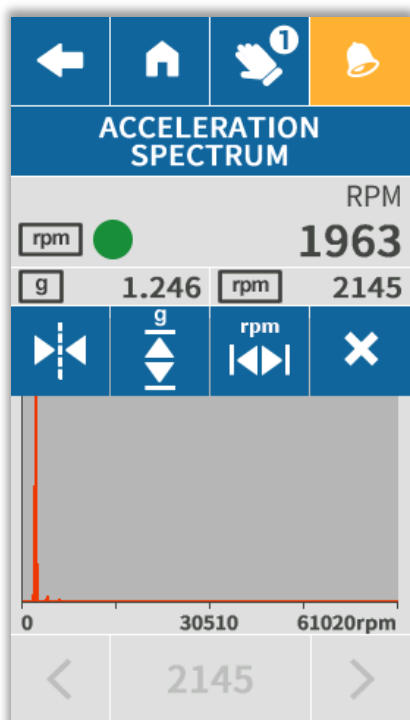 1
ACCELERATION
SPECTRUM
RPM
rpm 1963
g 1.246 rpm 2145
g rpm
0 30510 61020rpm
2145